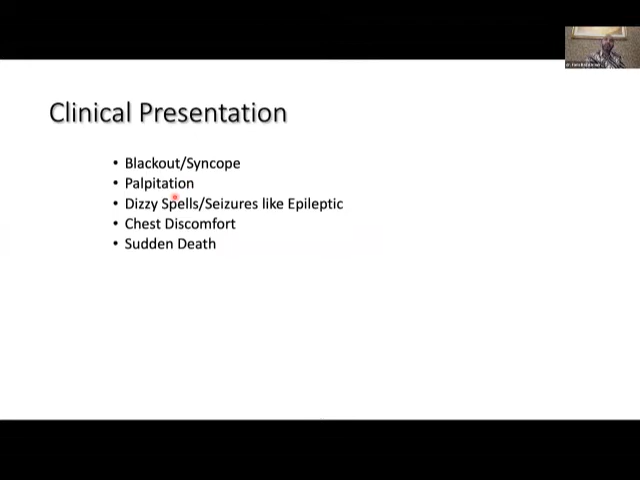 Clinical Presentation
• Blackout/Syncope
• Palpitation
• Dizzy Spells/Seizures like Epileptic
• Chest Discomfort
• Sudden Death